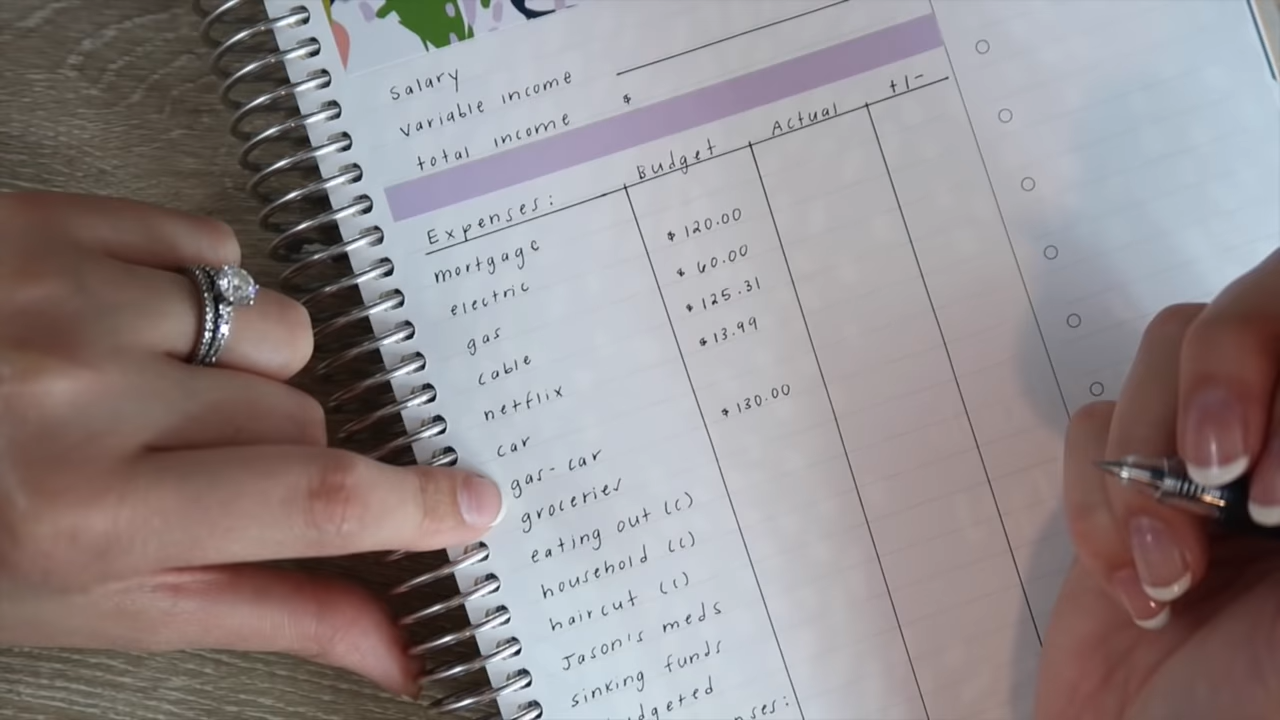 salary
variable income
total income $
Expenses: Budget Actual +/-
mortgage
electric $120.00
gas $60.00
cable $125.31
netflix $13.99
car
gas-car $130.00
groceries
eating out (c)
household (c)
haircut (c)
Jason's meds
sinking funds